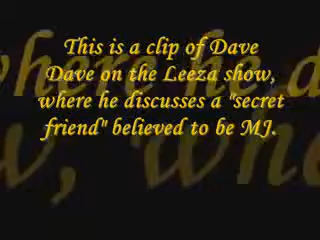 This is a clip of Dave
Dave on the Leeza show,
where he discusses a "secret
friend" believed to be MJ.